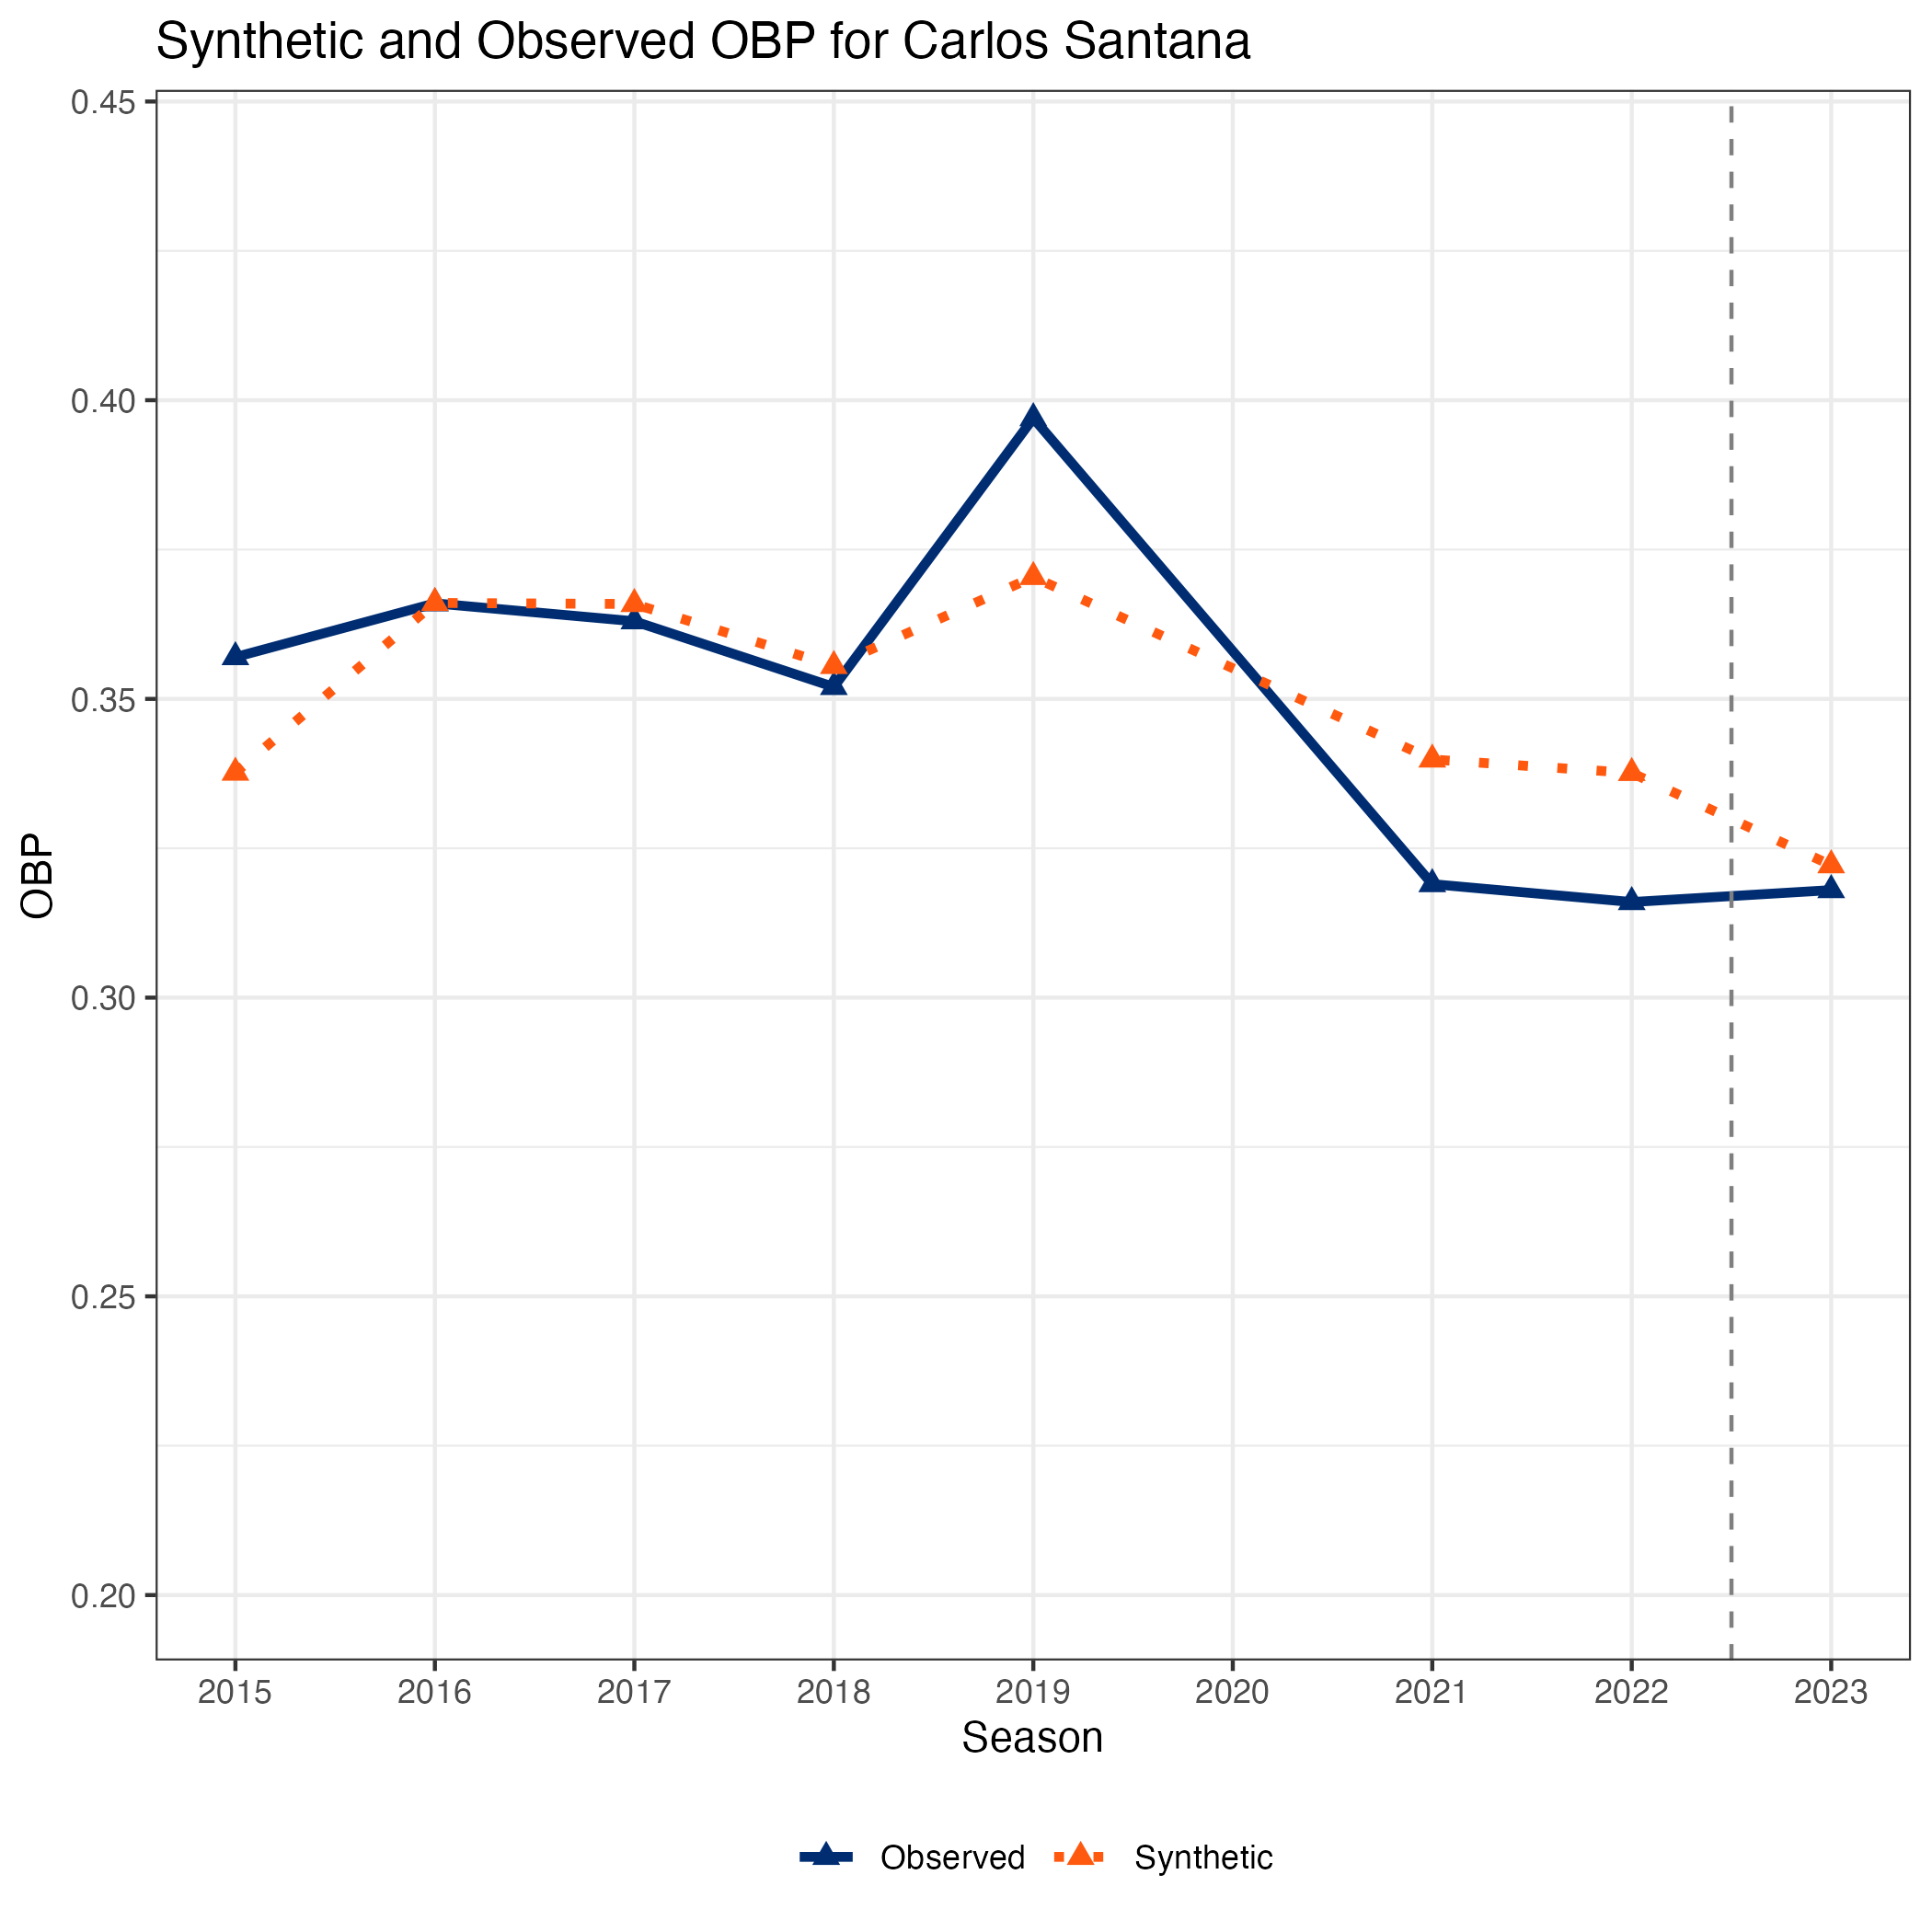 Synthetic and Observed OBP for Carlos Santana
0.45
0.40
0.35
0.30
0.25
0.20
OBP
2015 2016 2017 2018 2019 2020 2021 2022 2023
Season
Observed Synthetic